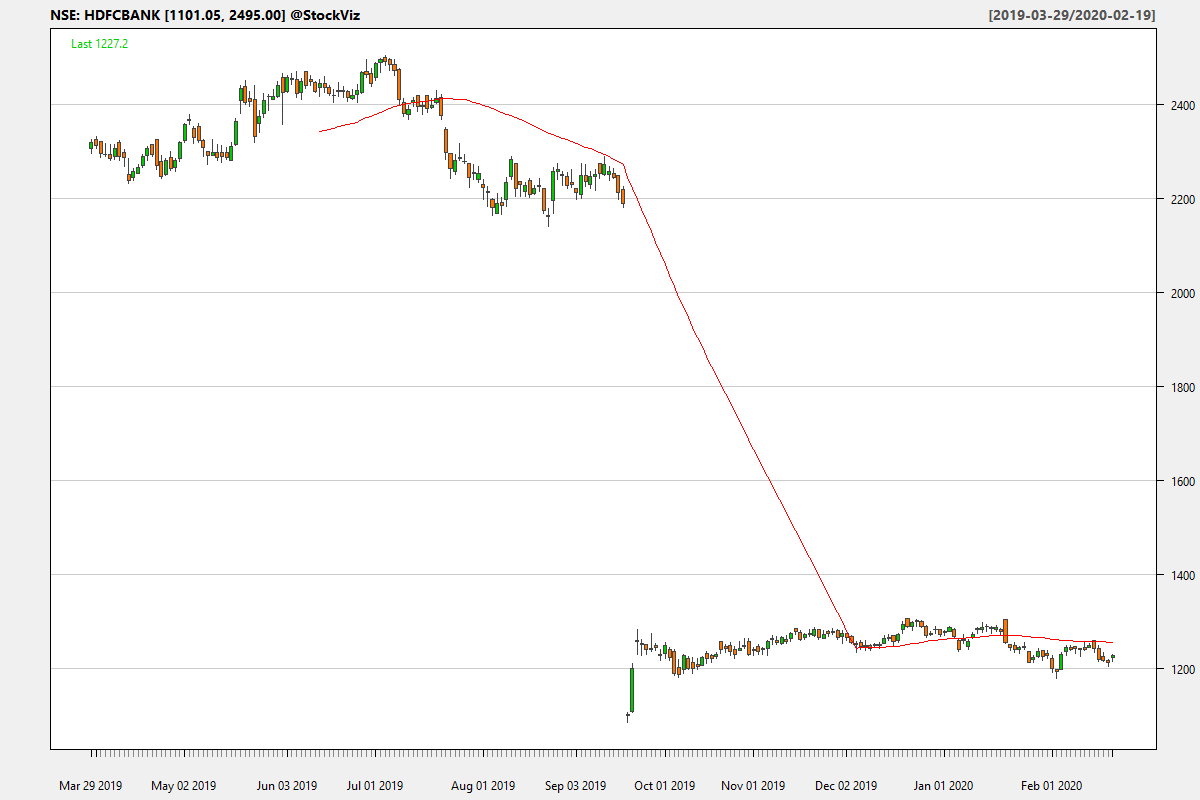 NSE: HDFCBANK [1101.05, 2495.00] @StockViz
[2019-03-29/2020-02-19]
Last 1227.2
2400
2200
2000
1800
1600
1400
1200
Mar 29 2019
May 02 2019
Jun 03 2019
Jul 01 2019
Aug 01 2019
Sep 03 2019
Oct 01 2019
Nov 01 2019
Dec 02 2019
Jan 01 2020
Feb 01 2020